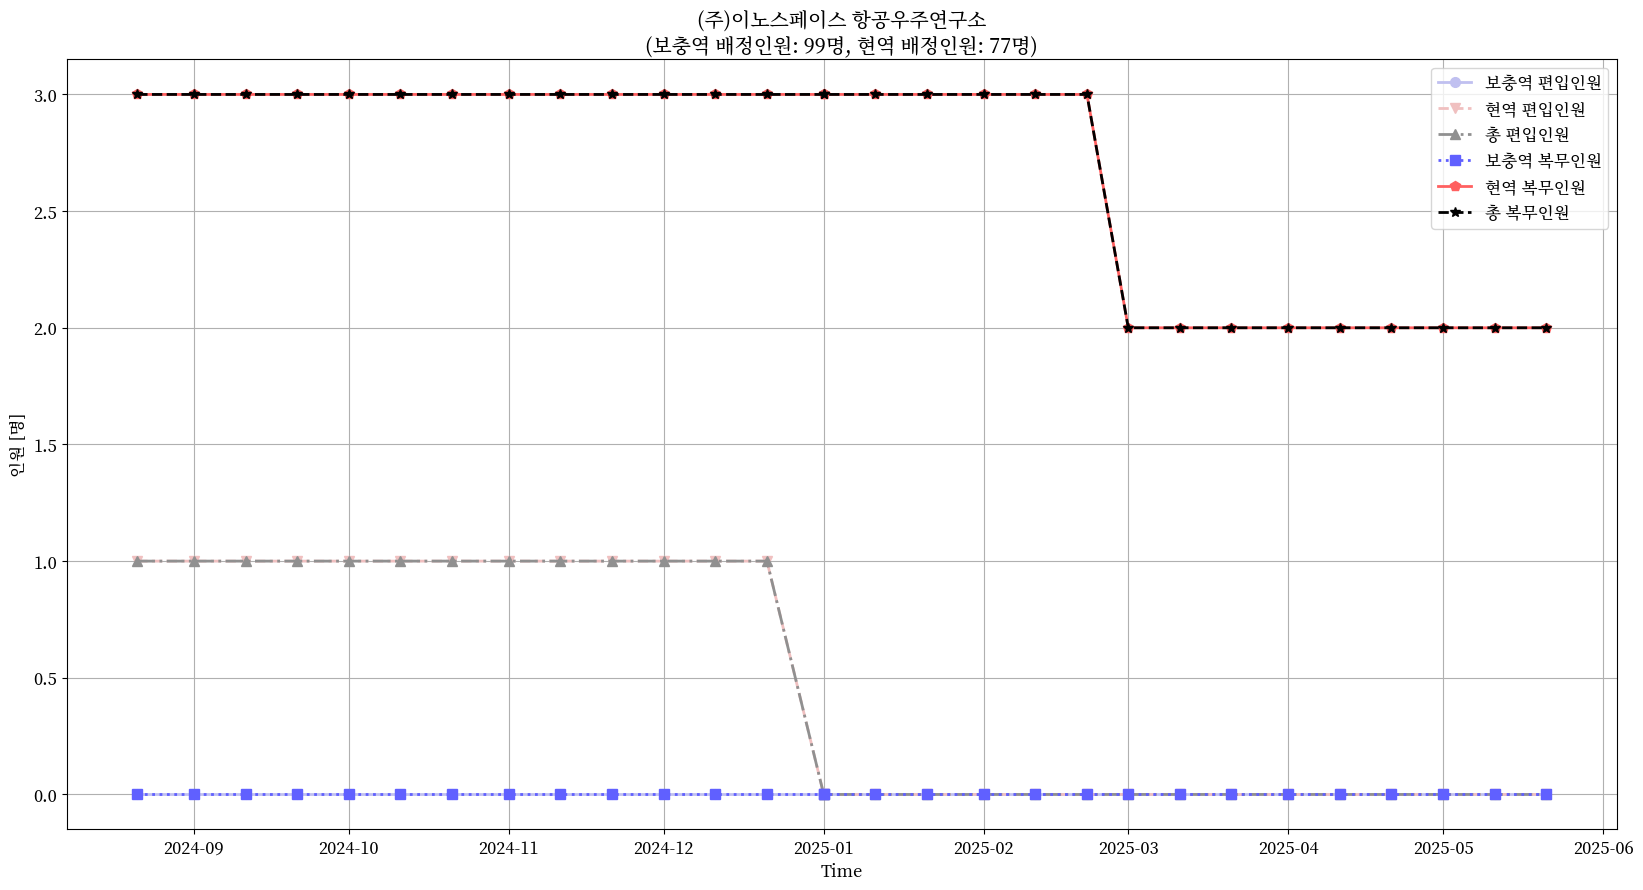 (주)이노스페이스 항공우주연구소
(보충역 배정인원: 99명, 현역 배정인원: 77명)
보충역 편입인원
현역 편입인원
총 편입인원
보충역 복무인원
현역 복무인원
총 복무인원
인원 [명]
3.0
2.5
2.0
1.5
1.0
0.5
0.0
2024-09 2024-10 2024-11 2024-12 2025-01 2025-02 2025-03 2025-04 2025-05 2025-06
Time